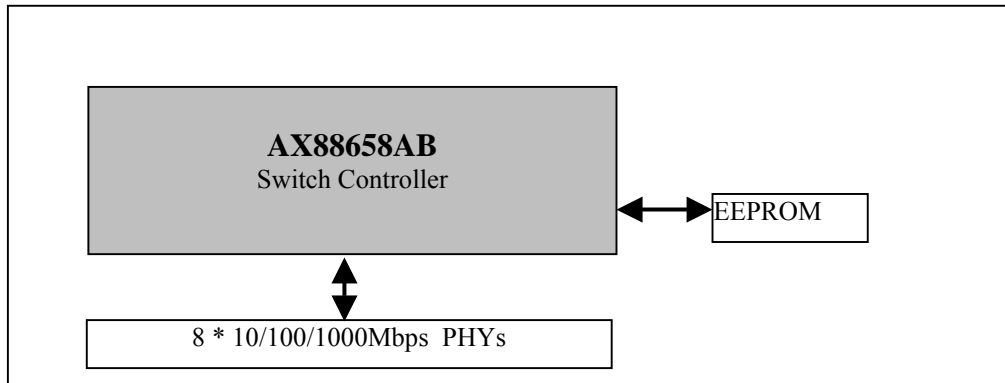 AX88658AB
Switch Controller
EEPROM
8 * 10/100/1000Mbps PHYs